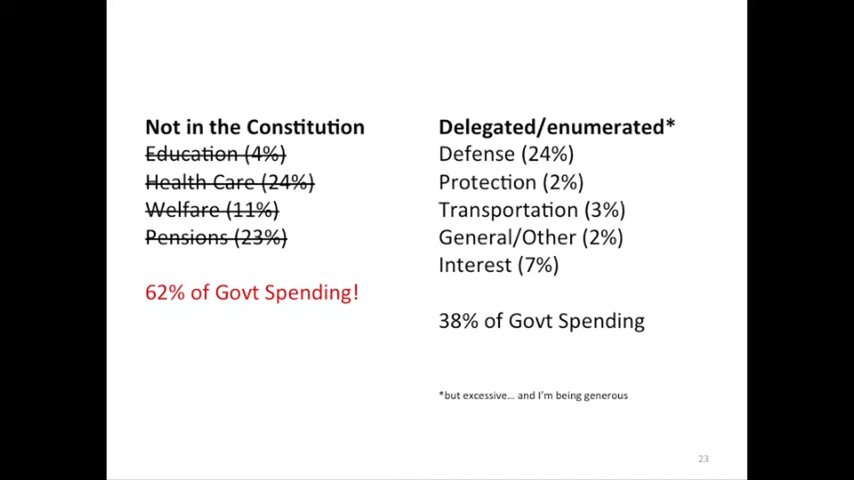 Not in the Constitution
Education (4%)
Health Care (24%)
Welfare (11%)
Pensions (23%)
62% of Govt Spending!
Delegated/enumerated*
Defense (24%)
Protection (2%)
Transportation (3%)
General/Other (2%)
Interest (7%)
38% of Govt Spending
*but excessive... and I'm being generous
23